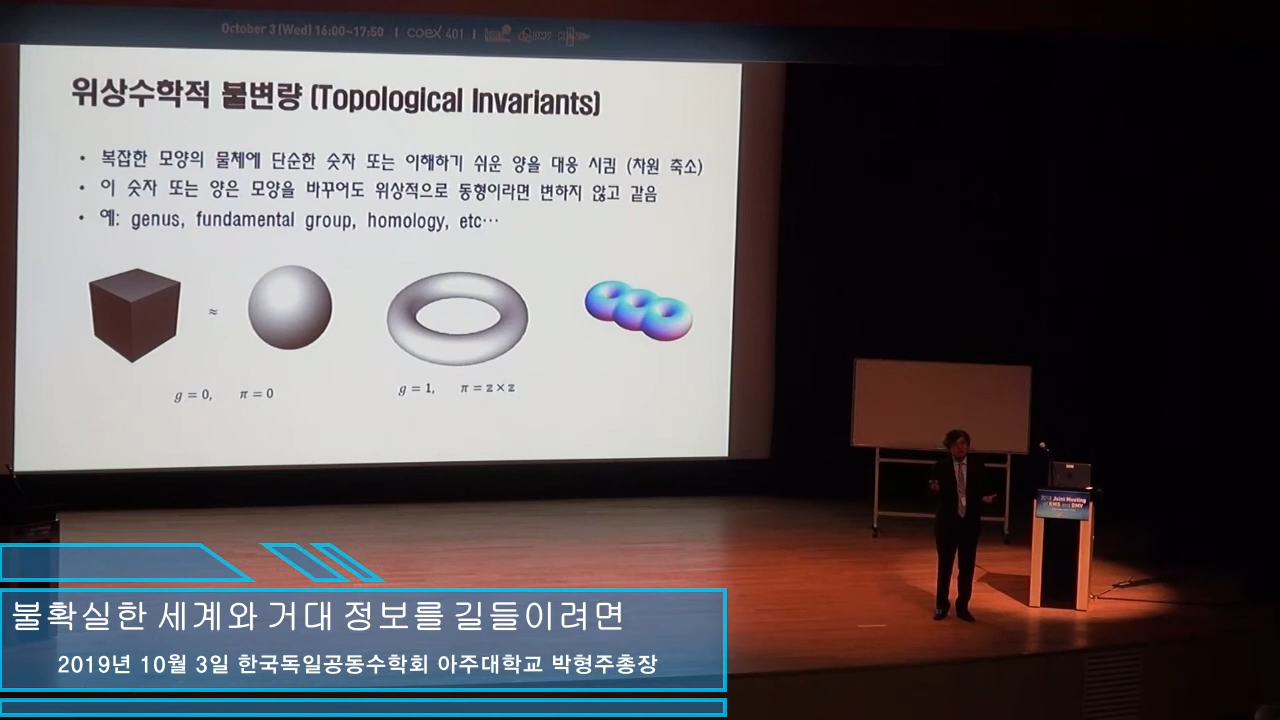 October 3 (Wed) 16:00~17:50 | coex 401 |
위상수학적 불변량 (Topological Invariants)
• 복잡한 모양의 물체에 단순한 숫자 또는 이해하기 쉬운 양을 대응 시킴 (차원 축소)
• 이 숫자 또는 양은 모양을 바꾸어도 위상적으로 동형이라면 변하지 않고 같음
• 예: genus, fundamental group, homology, etc…
≈
g = 0, π = 0
g = 1, π = ℤ × ℤ
2018 Joint Meeting
of KMS and DMV
불확실한 세계와 거대 정보를 길들이려면
2019년 10월 3일 한국독일공동수학회 아주대학교 박형주총장